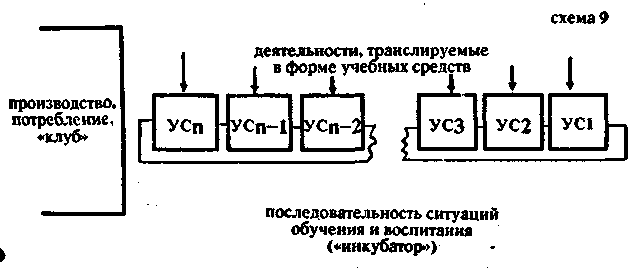 схема 9
деятельности, транслируемые
в форме учебных средств
производство,
потребление,
«клуб»
УСn УСn–1 УСn–2 УС3 УС2 УС1
последовательность ситуаций
обучения и воспитания
(«инкубатор»)